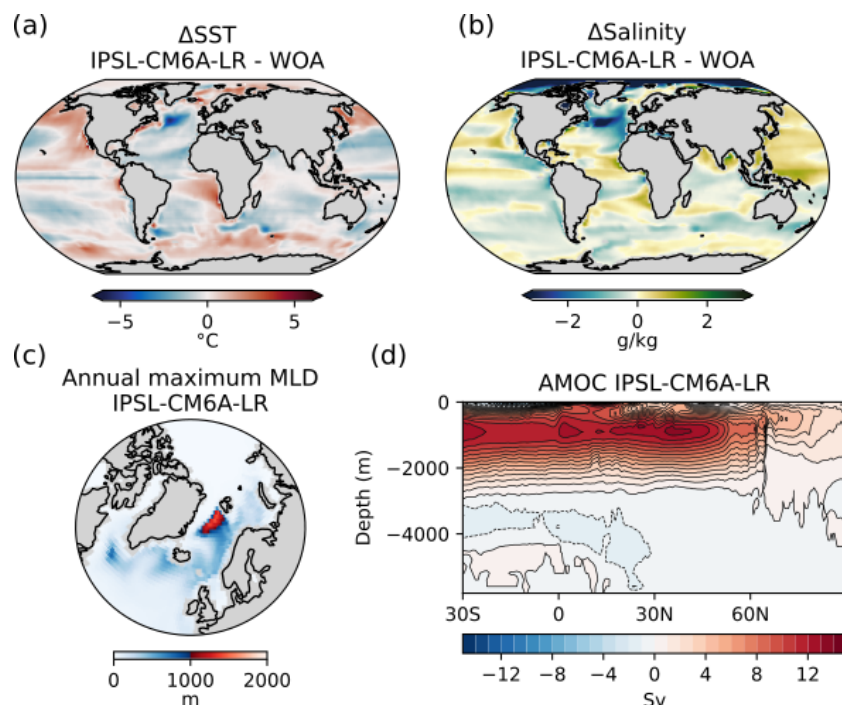 (a)
ΔSST
IPSL-CM6A-LR - WOA
−5 0 5
°C
(b)
ΔSalinity
IPSL-CM6A-LR - WOA
−2 0 2
g/kg
(c)
Annual maximum MLD
IPSL-CM6A-LR
0 1000 2000
m
(d)
AMOC IPSL-CM6A-LR
Depth (m)
0
−2000
−4000
30S 0 30N 60N
−12 −8 −4 0 4 8 12
Sv